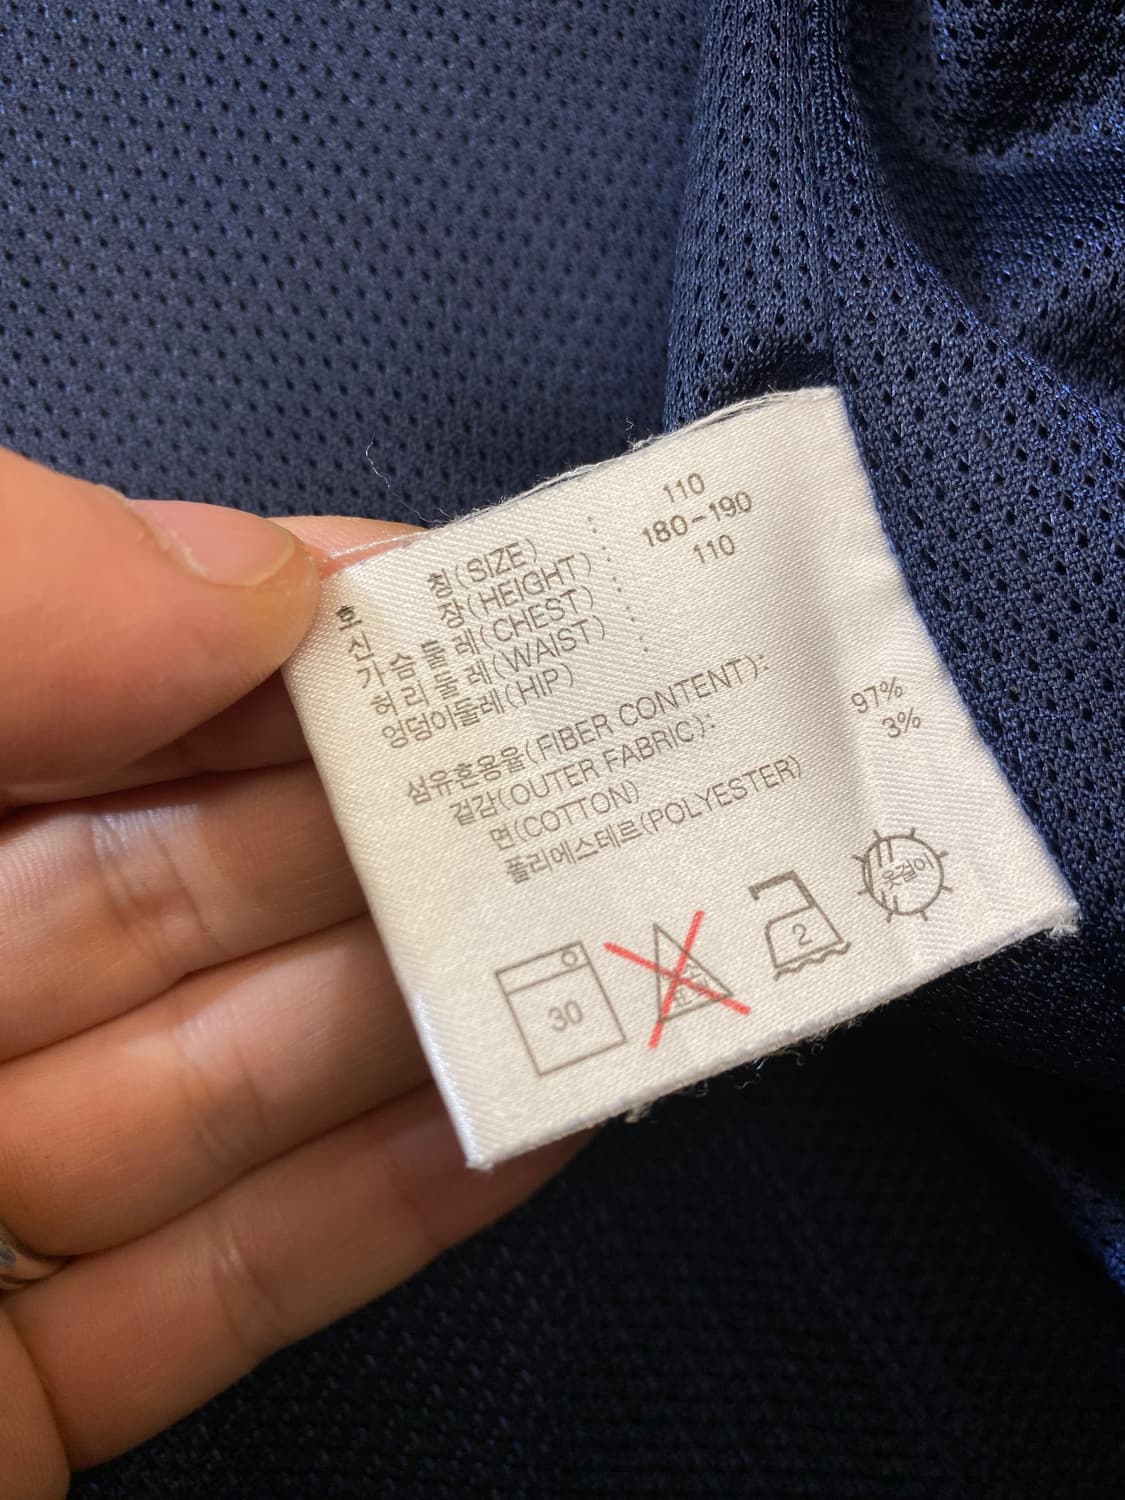 호 칭(SIZE) : 110
신 장(HEIGHT) : 180-190
가 슴 둘 레(CHEST) : 110
허 리 둘 레(WAIST) :
엉덩이둘레(HIP) :
섬유혼용율(FIBER CONTENT):
겉감(OUTER FABRIC):
면(COTTON) 97%
폴리에스테르(POLYESTER) 3%
30
2
옷걸이